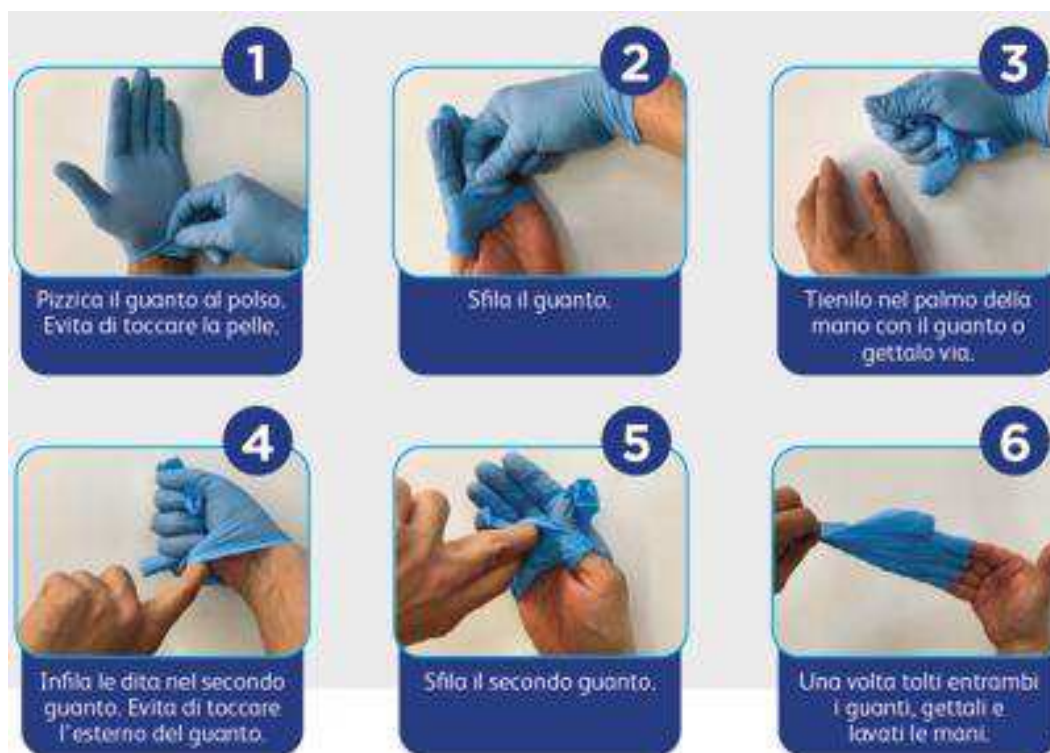 1
Pizzica il guanto al polso.
Evita di toccare la pelle.
2
Sfila il guanto.
3
Tienilo nel palmo della
mano con il guanto o
gettalo via.
4
Infila le dita nel secondo
guanto. Evita di toccare
l'esterno del guanto.
5
Sfila il secondo guanto.
6
Una volta tolti entrambi
i guanti, gettali e
lavati le mani.